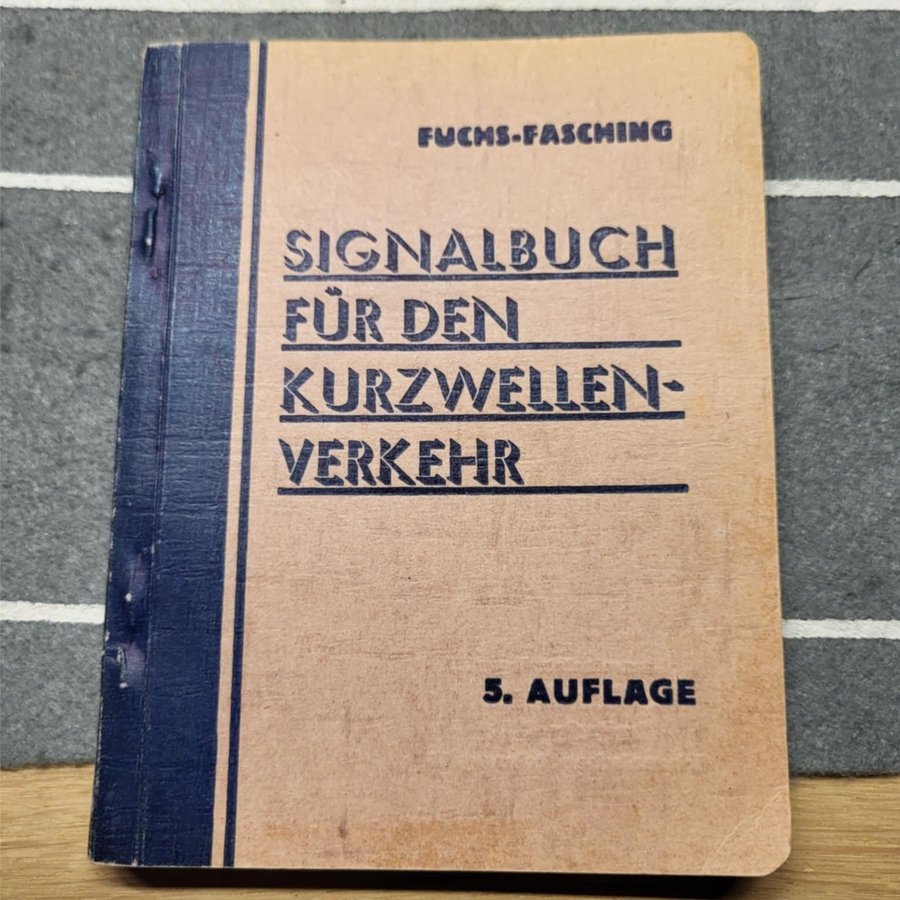 FUCHS-FASCHING
SIGNALBUCH
FÜR DEN
KURZWELLEN-
VERKEHR
5. AUFLAGE